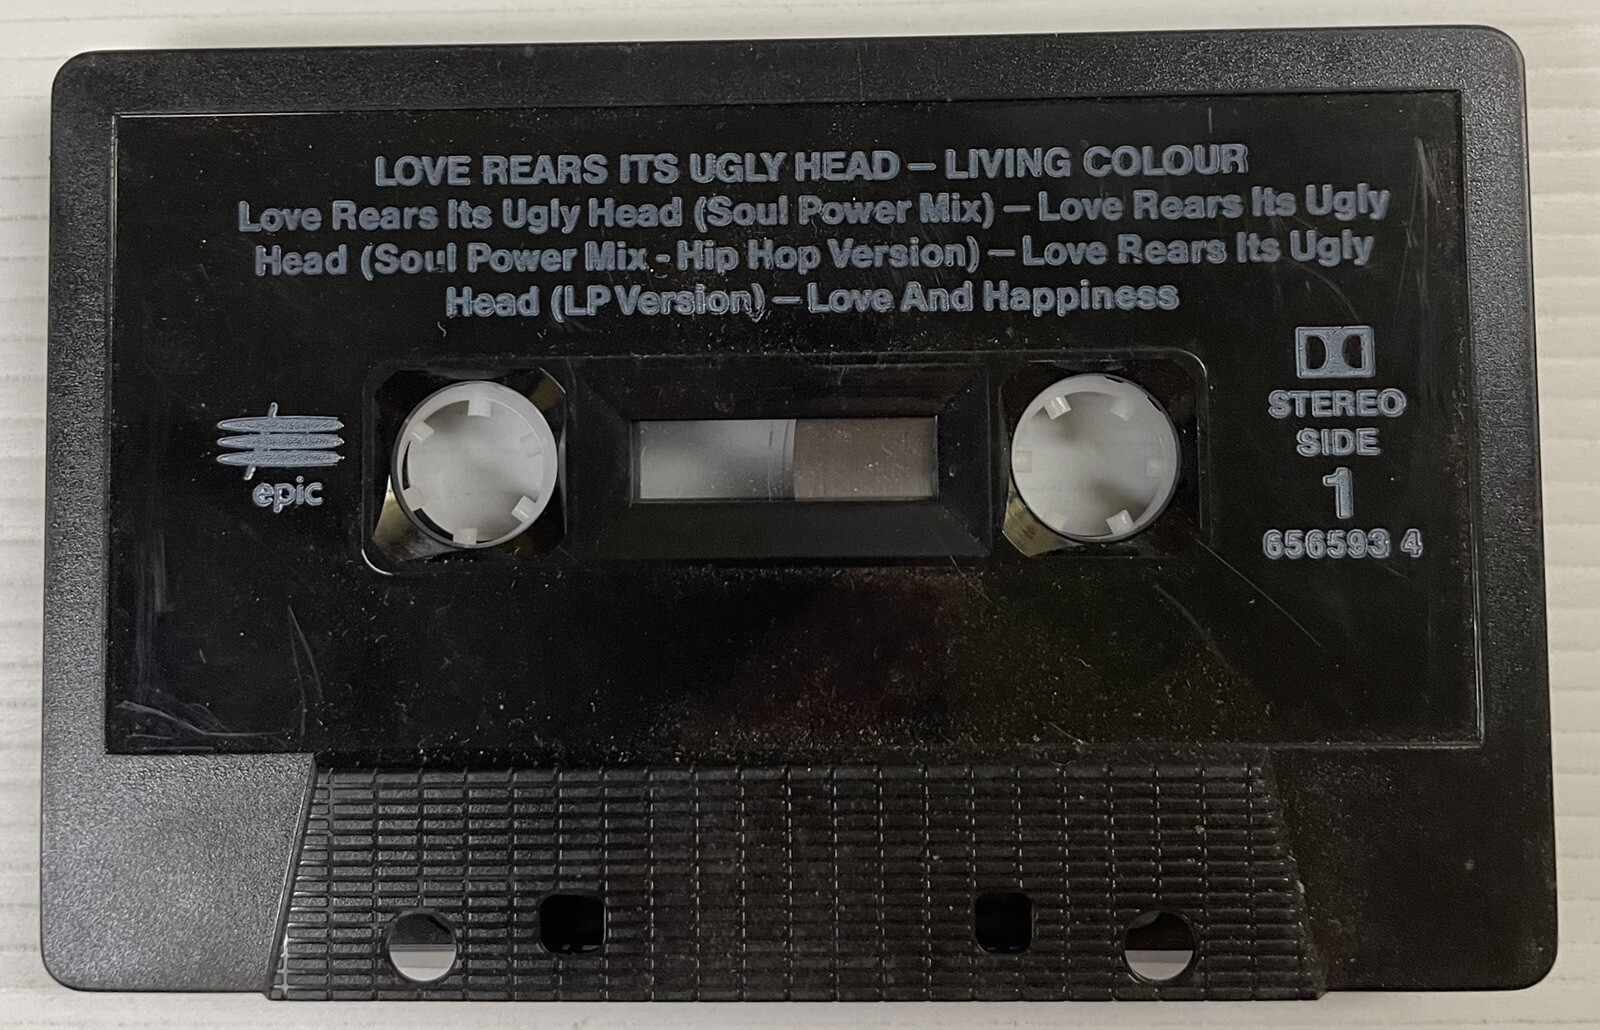 LOVE REARS ITS UGLY HEAD – LIVING COLOUR
Love Rears Its Ugly Head (Soul Power Mix) – Love Rears Its Ugly
Head (Soul Power Mix - Hip Hop Version) – Love Rears Its Ugly
Head (LP Version) – Love And Happiness
epic
STEREO
SIDE
1
656593 4